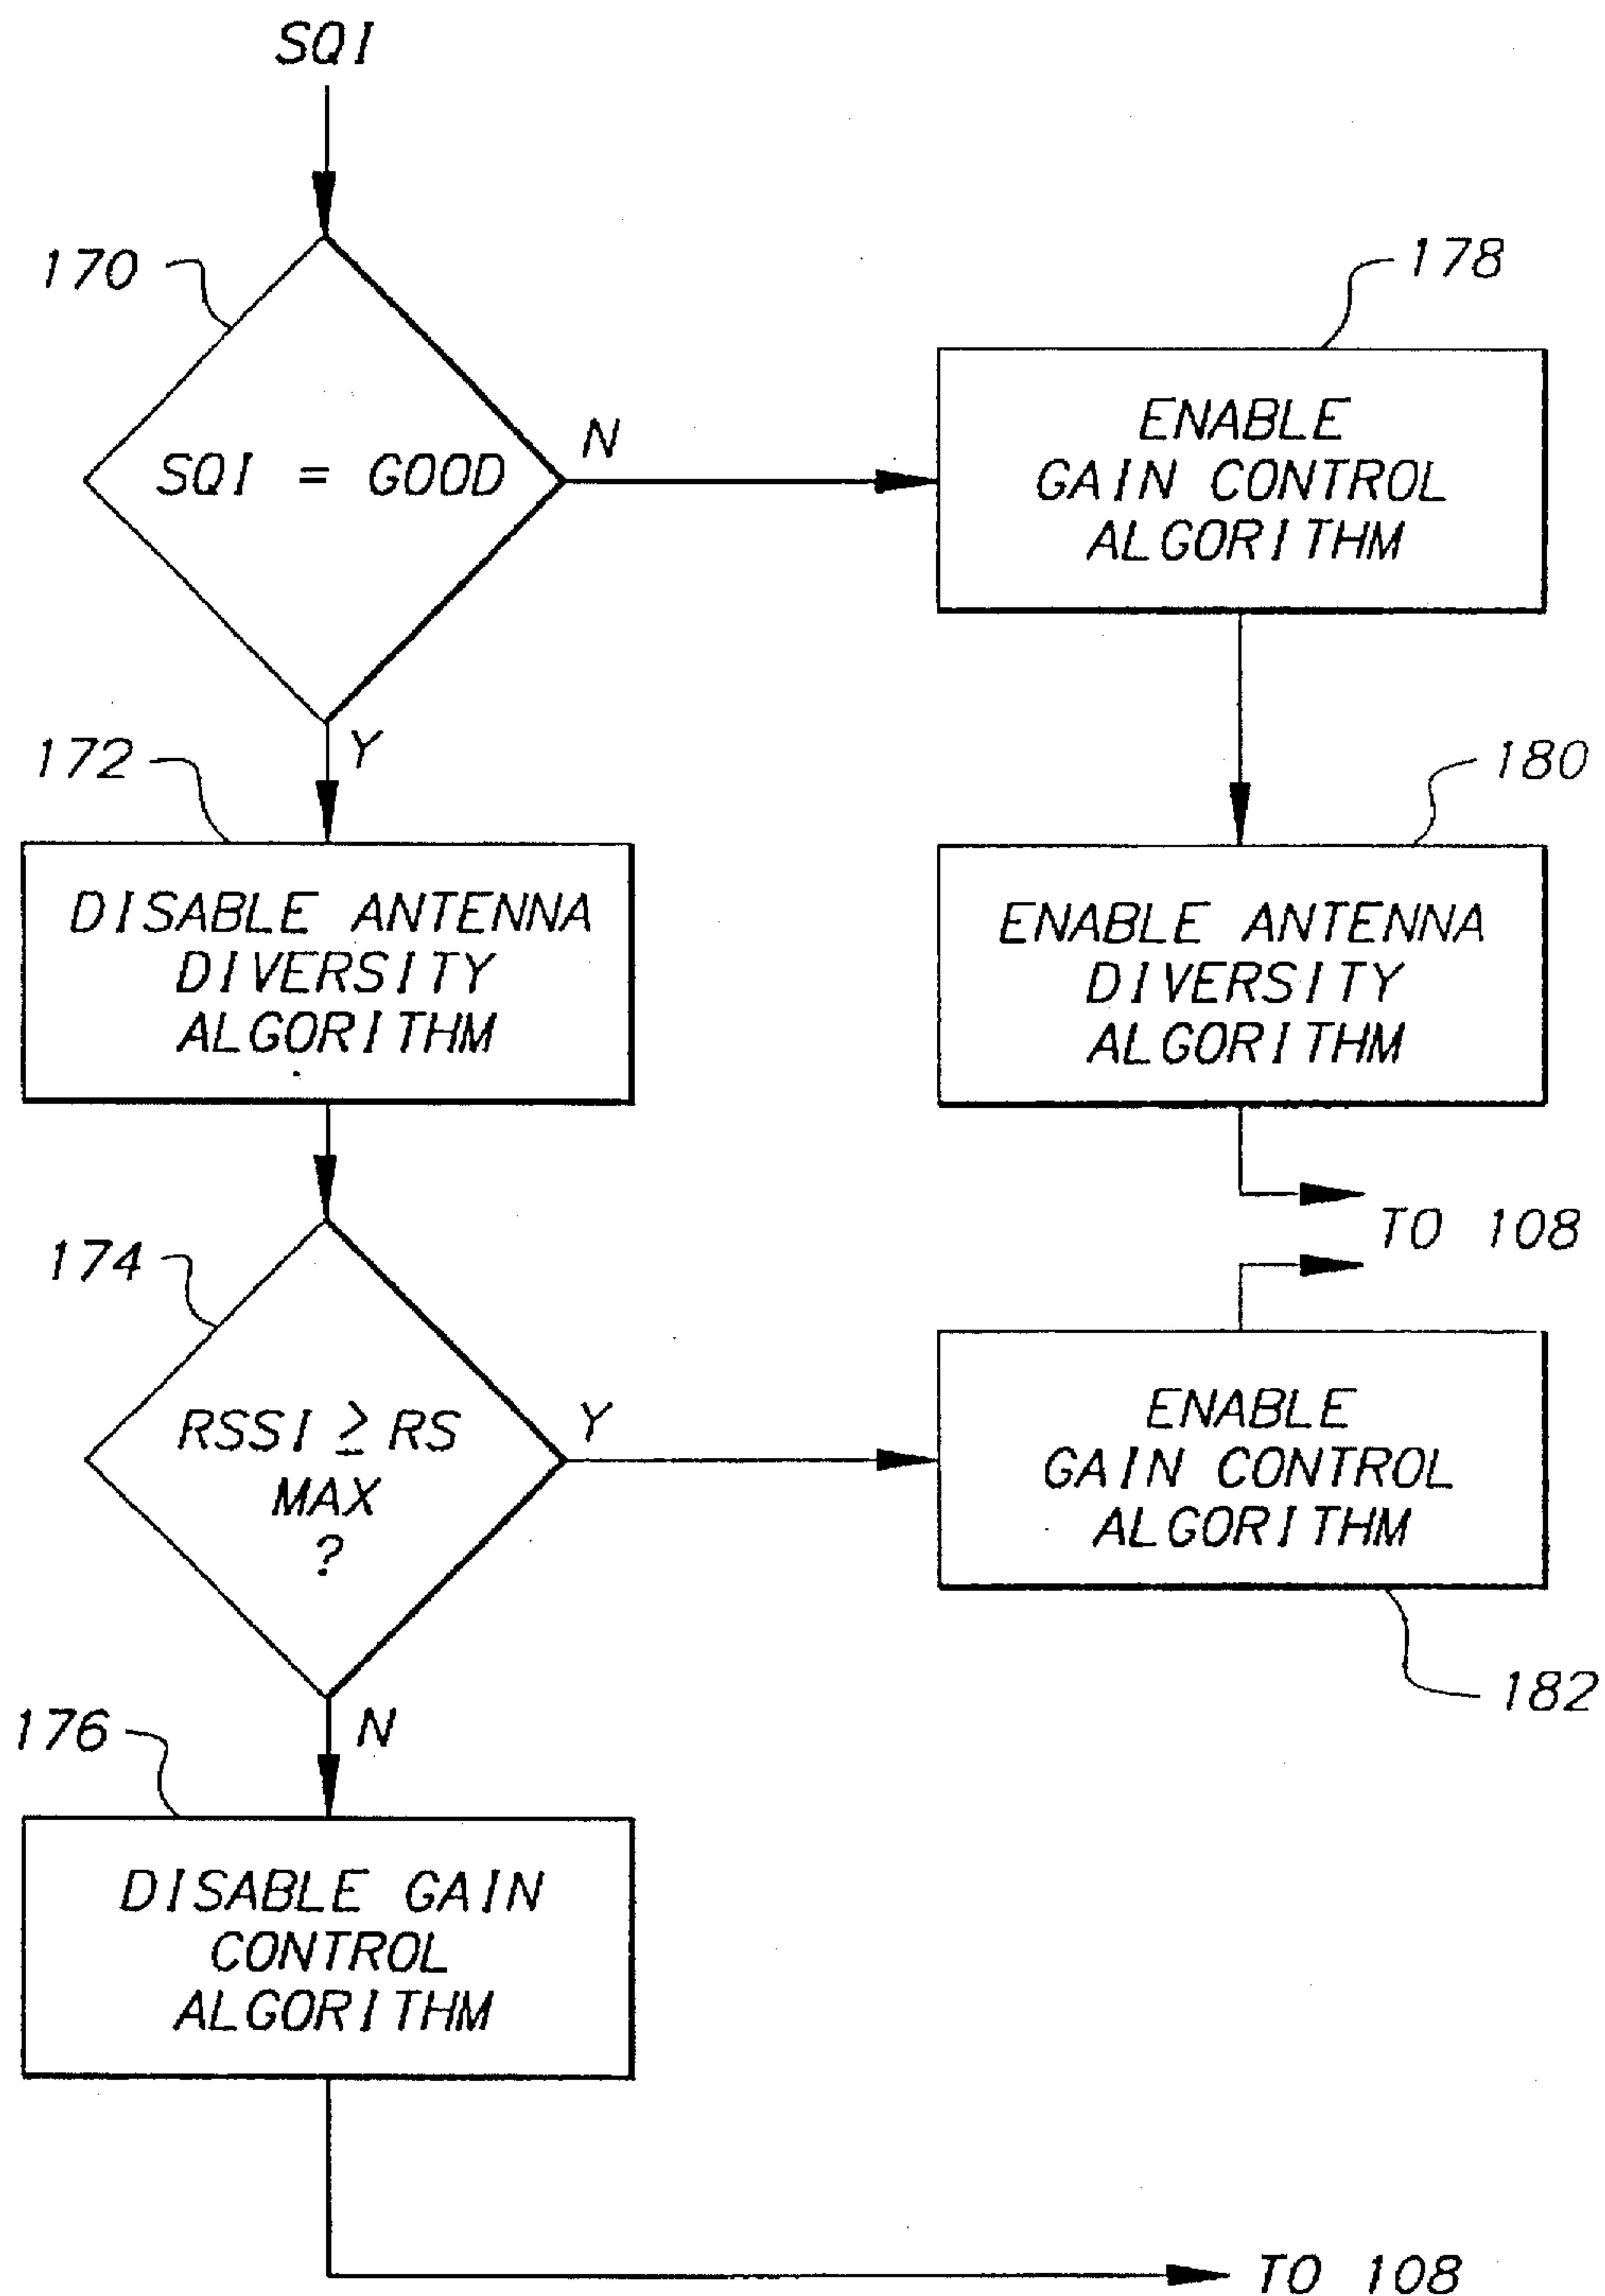 SQI
170
178
SQI = GOOD
N
ENABLE
GAIN CONTROL
ALGORITHM
Y
172
180
DISABLE ANTENNA
DIVERSITY
ALGORITHM
ENABLE ANTENNA
DIVERSITY
ALGORITHM
TO 108
174
RSSI ≥ RS
MAX
?
Y
ENABLE
GAIN CONTROL
ALGORITHM
182
N
176
DISABLE GAIN
CONTROL
ALGORITHM
TO 108